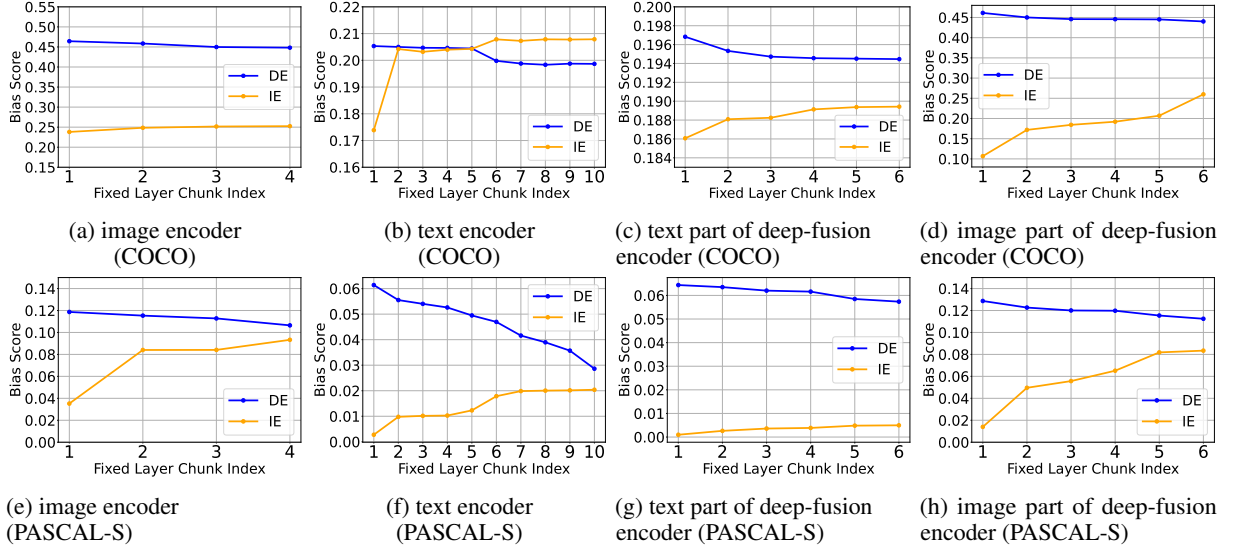 0.55
0.50
0.45
0.40
0.35
0.30
0.25
0.20
0.15
Bias Score
DE
IE
1 2 3 4
Fixed Layer Chunk Index
0.22
0.21
0.20
0.19
0.18
0.17
0.16
Bias Score
DE
IE
1 2 3 4 5 6 7 8 9 10
Fixed Layer Chunk Index
0.200
0.198
0.196
0.194
0.192
0.190
0.188
0.186
0.184
Bias Score
DE
IE
1 2 3 4 5 6
Fixed Layer Chunk Index
0.45
0.40
0.35
0.30
0.25
0.20
0.15
0.10
Bias Score
DE
IE
1 2 3 4 5 6
Fixed Layer Chunk Index
(a) image encoder
(COCO)
(b) text encoder
(COCO)
(c) text part of deep-fusion
encoder (COCO)
(d) image part of deep-fusion
encoder (COCO)
0.14
0.12
0.10
0.08
0.06
0.04
0.02
0.00
Bias Score
DE
IE
1 2 3 4
Fixed Layer Chunk Index
0.06
0.05
0.04
0.03
0.02
0.01
0.00
Bias Score
DE
IE
1 2 3 4 5 6 7 8 9 10
Fixed Layer Chunk Index
0.06
0.05
0.04
0.03
0.02
0.01
0.00
Bias Score
DE
IE
1 2 3 4 5 6
Fixed Layer Chunk Index
0.14
0.12
0.10
0.08
0.06
0.04
0.02
0.00
Bias Score
DE
IE
1 2 3 4 5 6
Fixed Layer Chunk Index
(e) image encoder
(PASCAL-S)
(f) text encoder
(PASCAL-S)
(g) text part of deep-fusion
encoder (PASCAL-S)
(h) image part of deep-fusion
encoder (PASCAL-S)